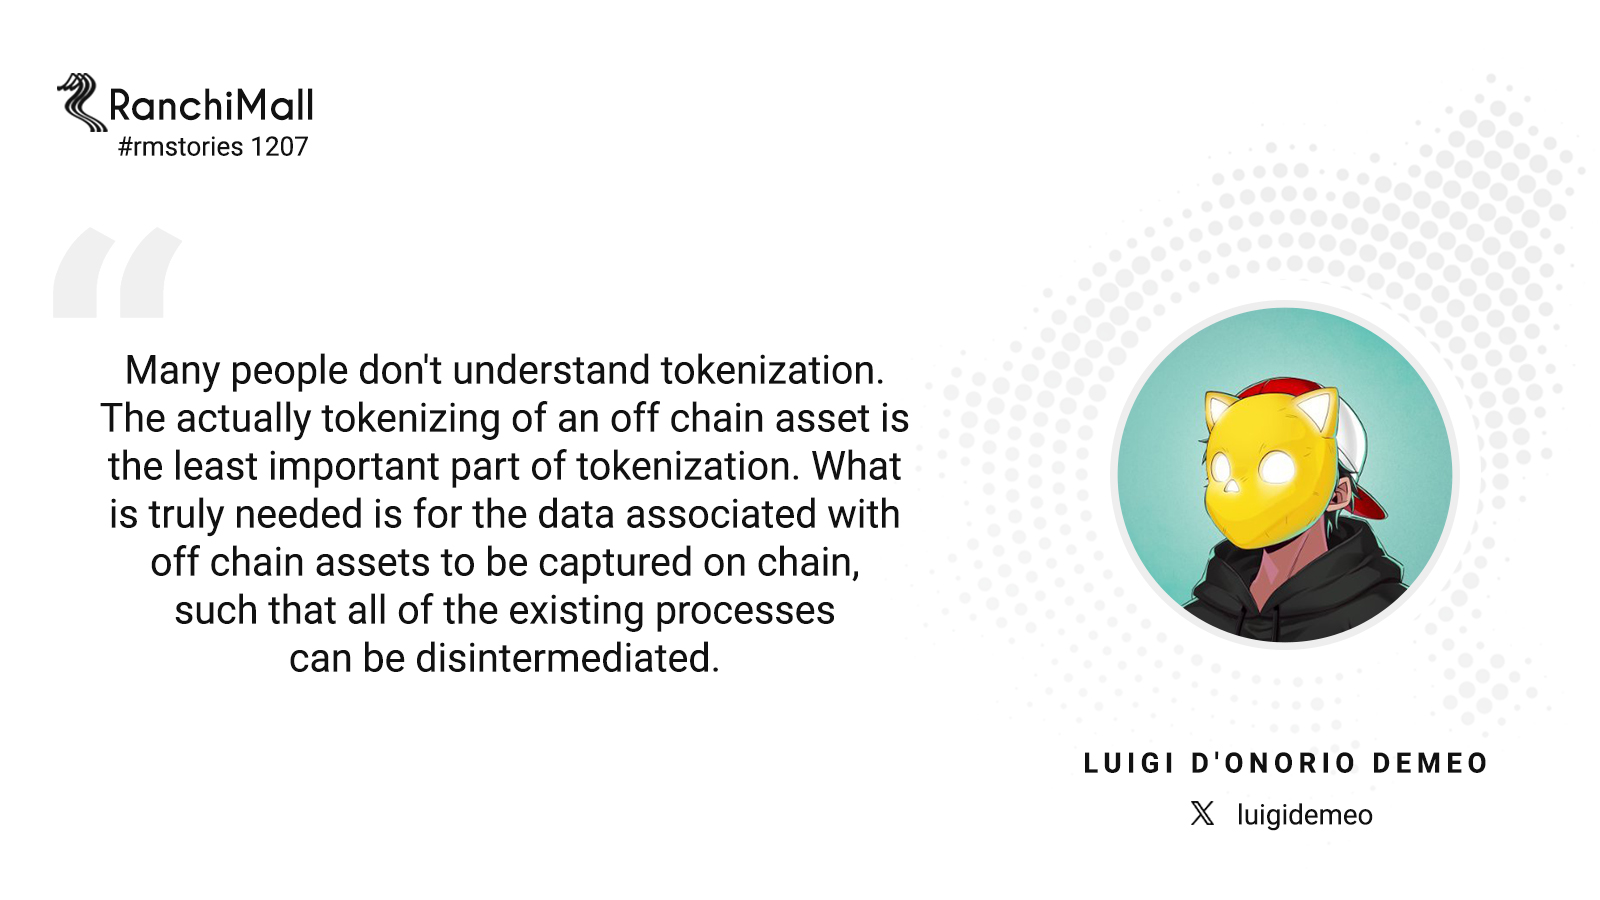 RanchiMall
#rmstories 1207
Many people don't understand tokenization.
The actually tokenizing of an off chain asset is
the least important part of tokenization. What
is truly needed is for the data associated with
off chain assets to be captured on chain,
such that all of the existing processes
can be disintermediated.
LUIGI D'ONORIO DEMEO
luigidemeo